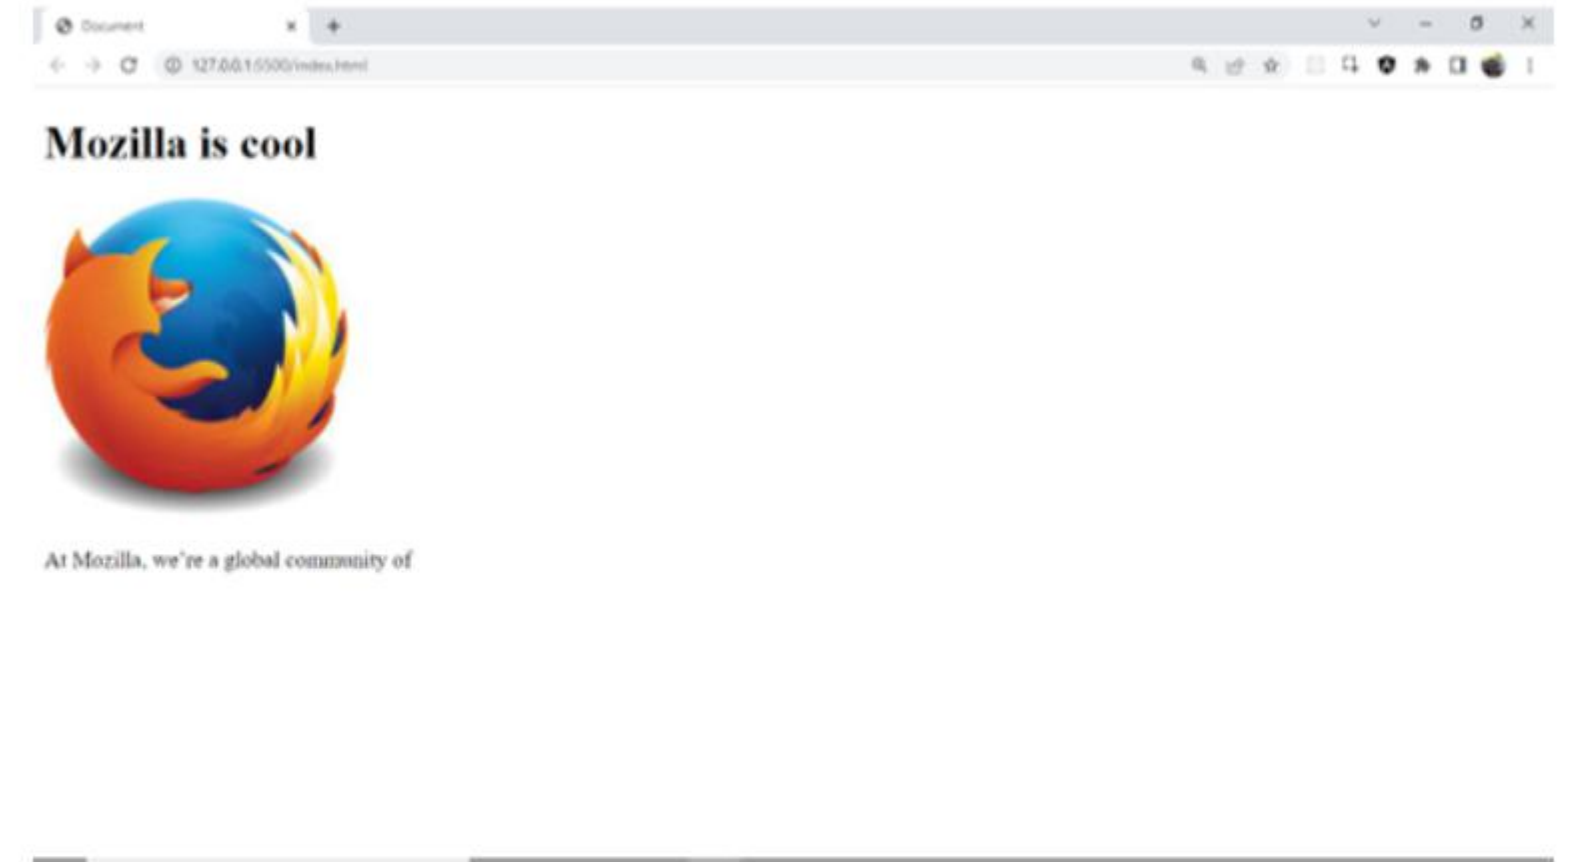 Document
127.0.0.1:5500/index.html
Mozilla is cool
At Mozilla, we're a global community of